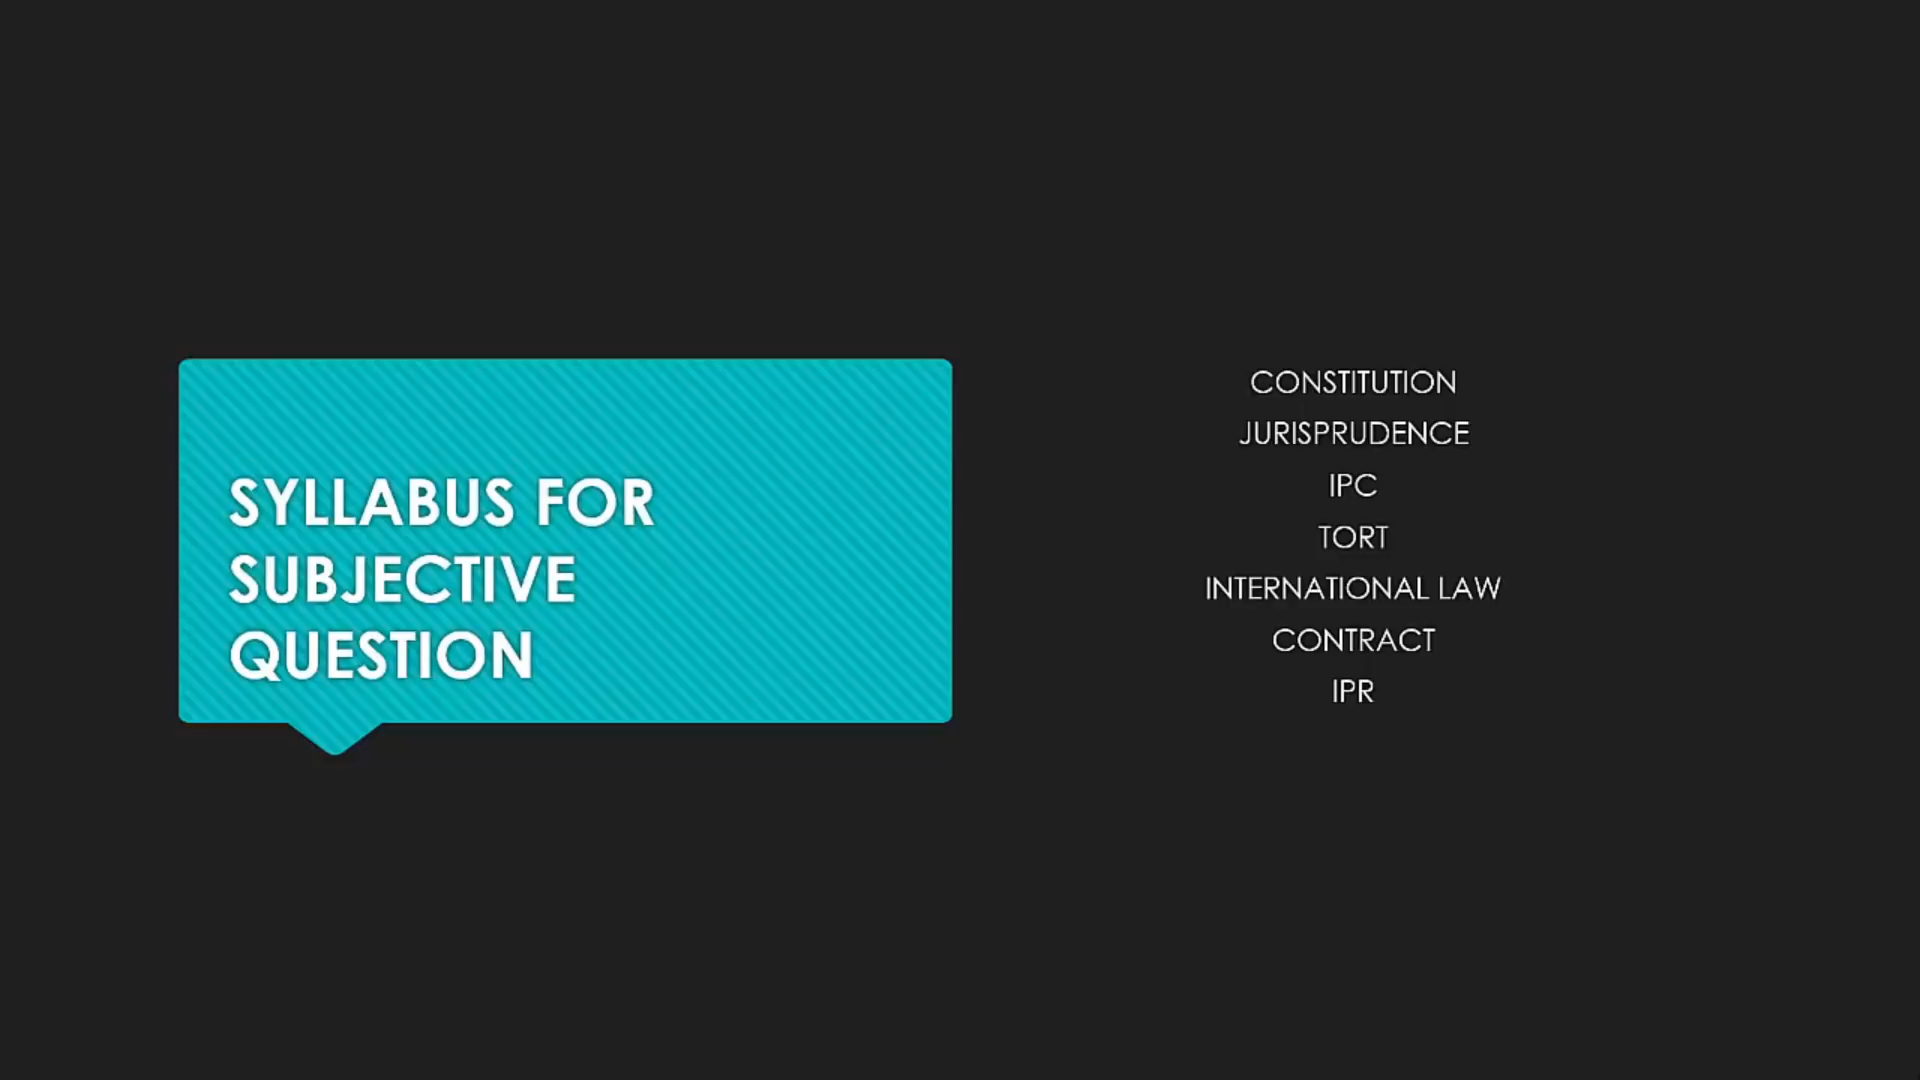 SYLLABUS FOR
SUBJECTIVE
QUESTION
CONSTITUTION
JURISPRUDENCE
IPC
TORT
INTERNATIONAL LAW
CONTRACT
IPR